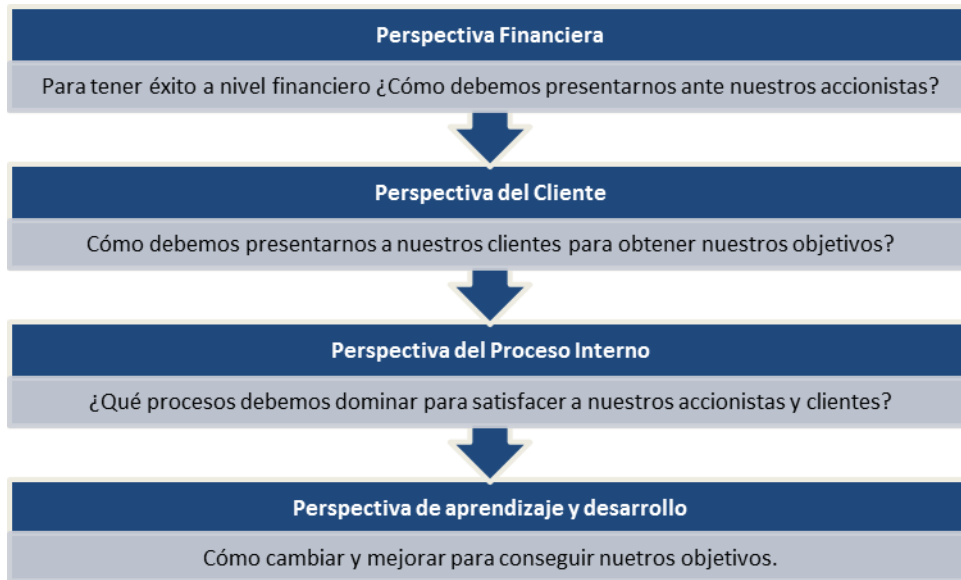 Perspectiva Financiera
Para tener éxito a nivel financiero ¿Cómo debemos presentarnos ante nuestros accionistas?
Perspectiva del Cliente
Cómo debemos presentarnos a nuestros clientes para obtener nuestros objetivos?
Perspectiva del Proceso Interno
¿Qué procesos debemos dominar para satisfacer a nuestros accionistas y clientes?
Perspectiva de aprendizaje y desarrollo
Cómo cambiar y mejorar para conseguir nuetros objetivos.